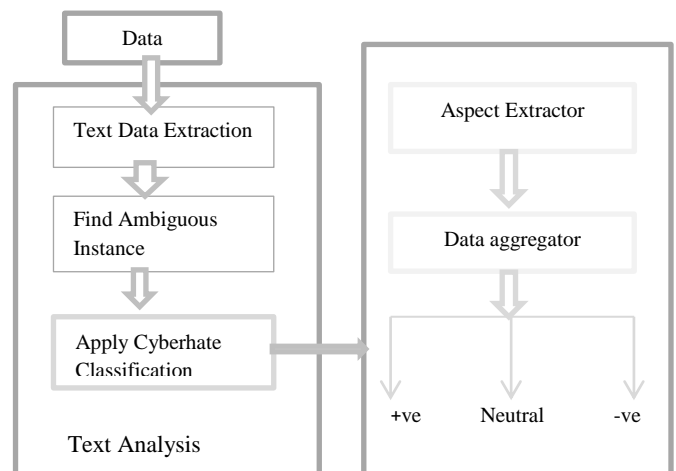 Data
Text Data Extraction
Find Ambiguous
Instance
Apply Cyberhate
Classification
Text Analysis
Aspect Extractor
Data aggregator
+ve Neutral -ve